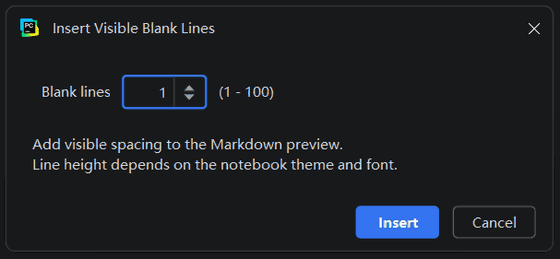 PC
Insert Visible Blank Lines
Blank lines 1 (1 - 100)
Add visible spacing to the Markdown preview.
Line height depends on the notebook theme and font.
Insert Cancel